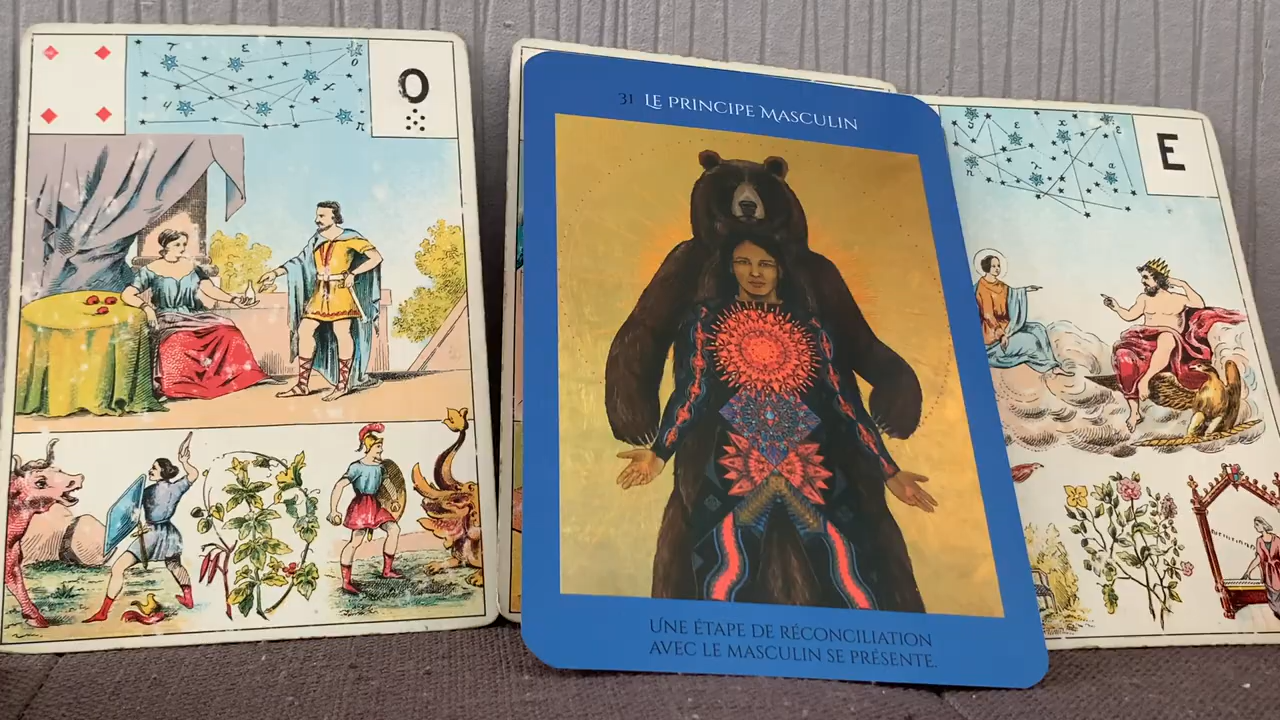 O
31 Le principe Masculin
Une étape de réconciliation
avec le masculin se présente.
E